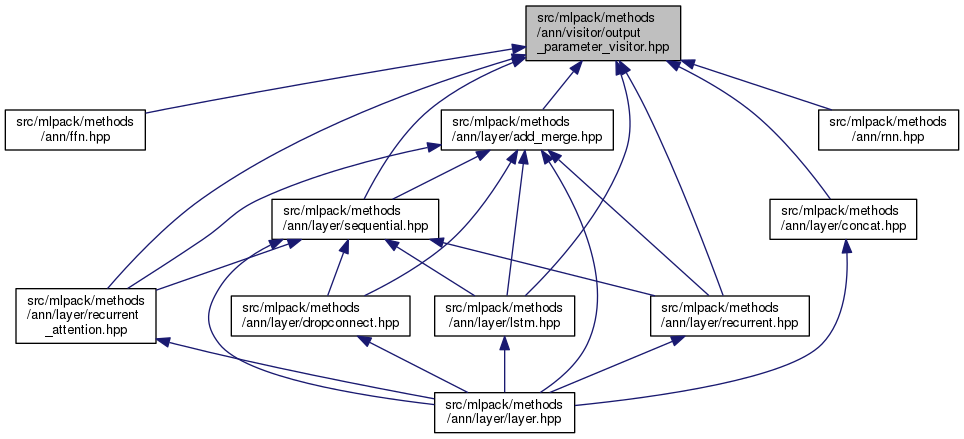 src/mlpack/methods
/ann/visitor/output
_parameter_visitor.hpp
src/mlpack/methods
/ann/ffn.hpp
src/mlpack/methods
/ann/layer/add_merge.hpp
src/mlpack/methods
/ann/rnn.hpp
src/mlpack/methods
/ann/layer/sequential.hpp
src/mlpack/methods
/ann/layer/concat.hpp
src/mlpack/methods
/ann/layer/recurrent
_attention.hpp
src/mlpack/methods
/ann/layer/dropconnect.hpp
src/mlpack/methods
/ann/layer/lstm.hpp
src/mlpack/methods
/ann/layer/recurrent.hpp
src/mlpack/methods
/ann/layer/layer.hpp